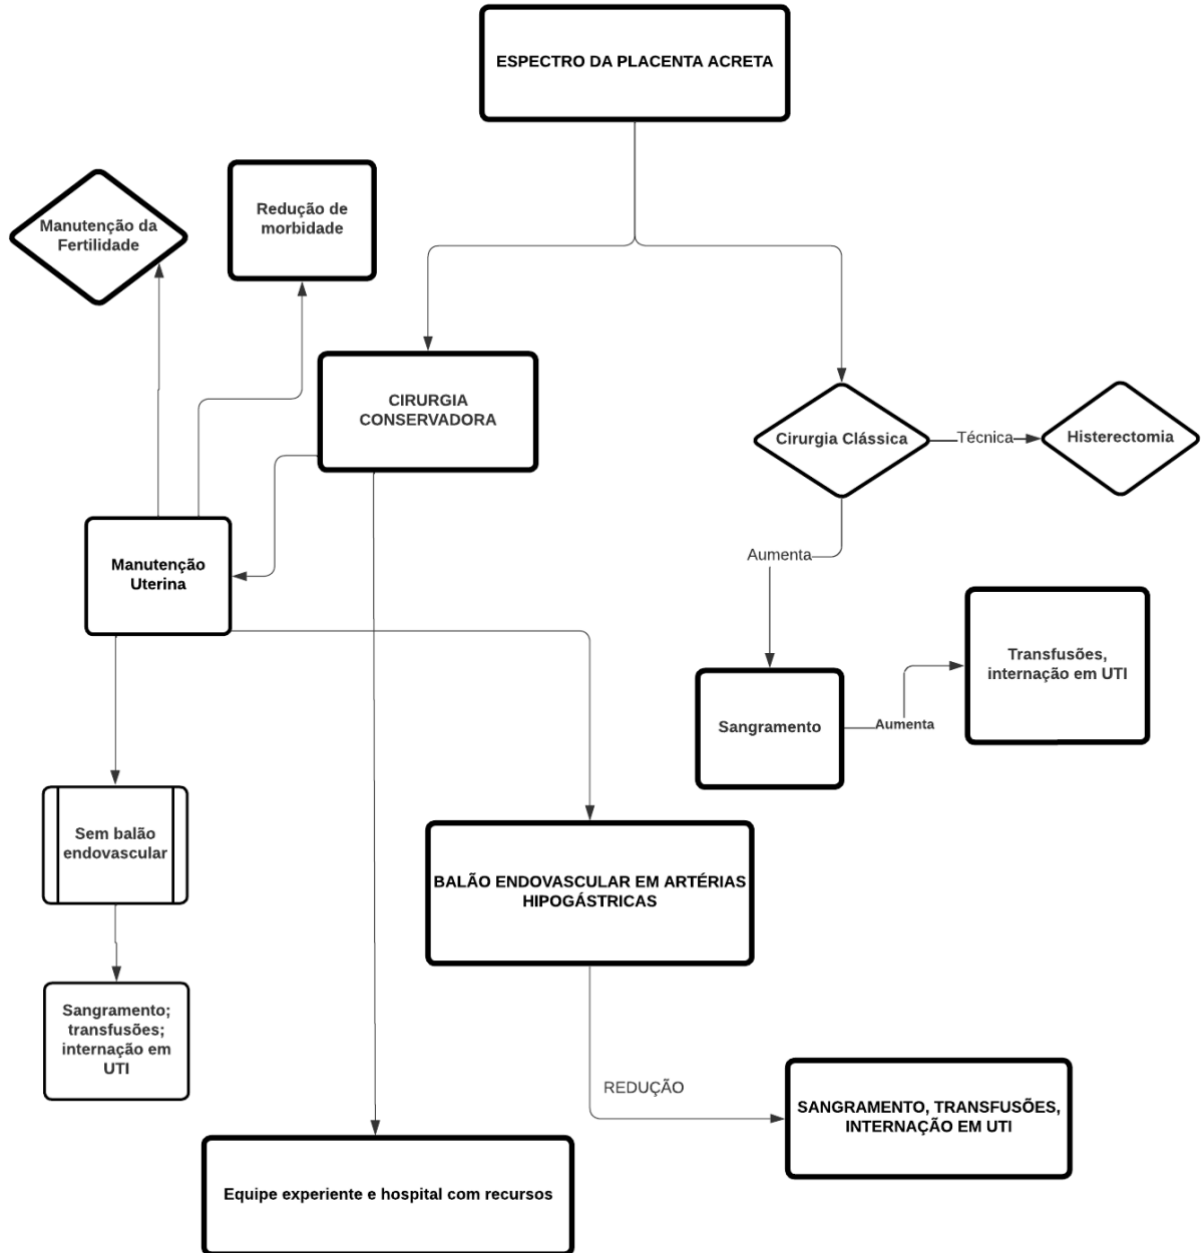 ESPECTRO DA PLACENTA ACRETA
Manutenção da
Fertilidade
Redução de
morbidade
CIRURGIA
CONSERVADORA
Cirurgia Clássica
Técnica
Histerectomia
Manutenção
Uterina
Aumenta
Transfusões,
internação em UTI
Sangramento
Aumenta
Sem balão
endovascular
BALÃO ENDOVASCULAR EM ARTÉRIAS
HIPOGÁSTRICAS
Sangramento;
transfusões;
internação em
UTI
REDUÇÃO
SANGRAMENTO, TRANSFUSÕES,
INTERNAÇÃO EM UTI
Equipe experiente e hospital com recursos